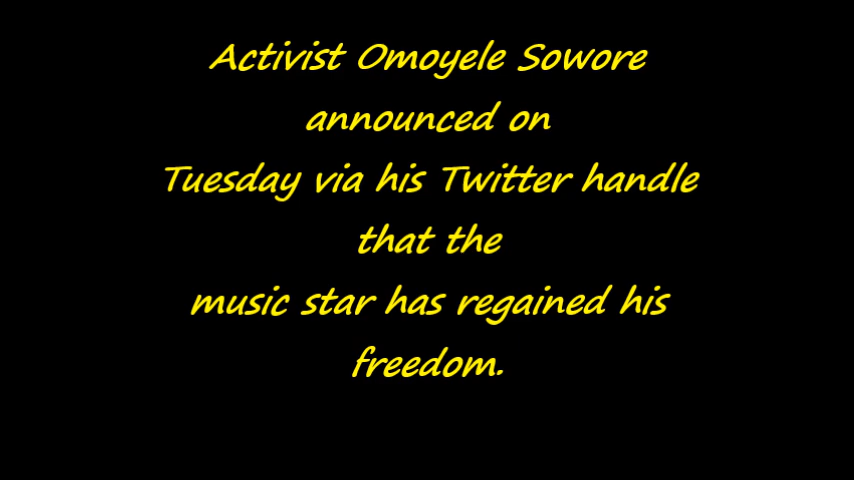 Activist Omoyele Sowore
announced on
Tuesday via his Twitter handle
that the
music star has regained his
freedom.